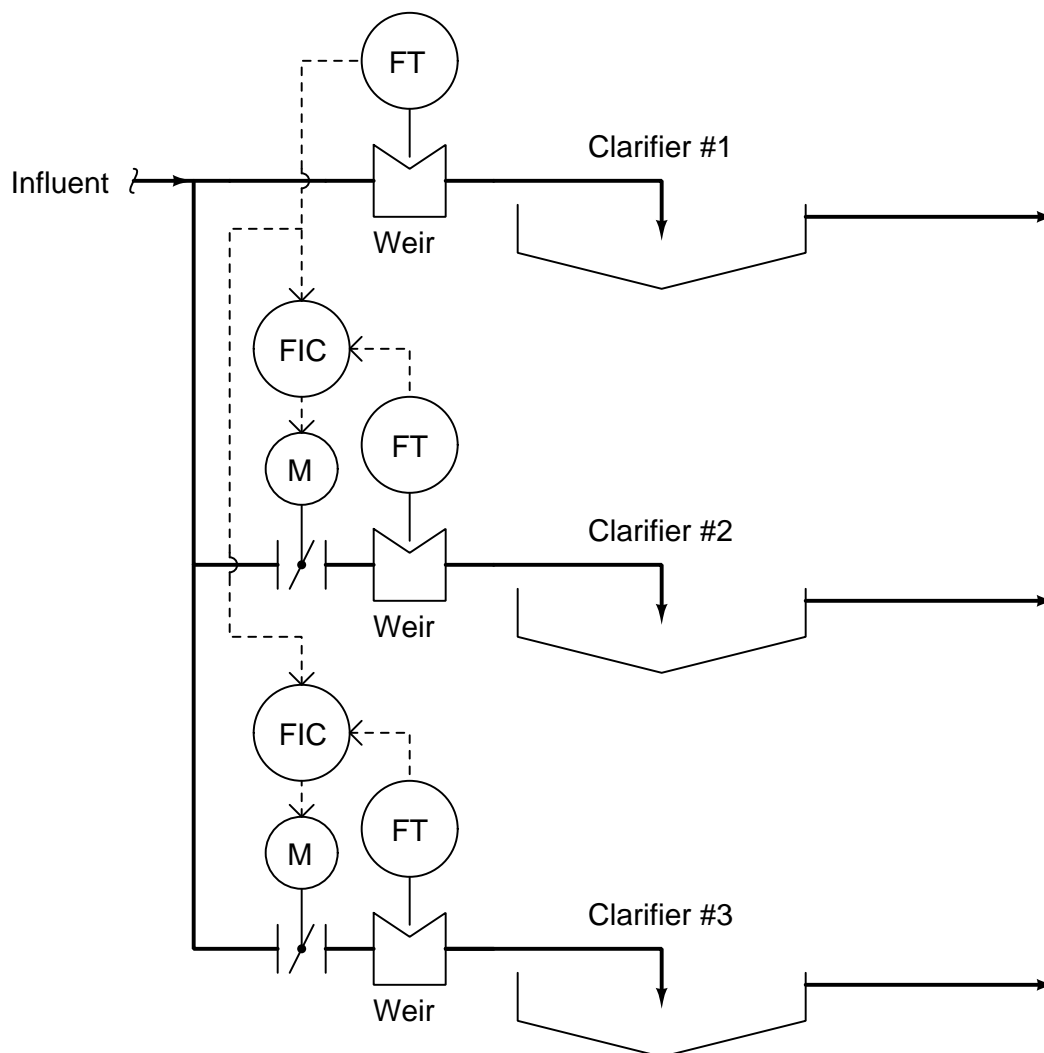 FT
Clarifier #1
Influent
Weir
FIC
FT
M
Clarifier #2
Weir
FIC
FT
M
Clarifier #3
Weir